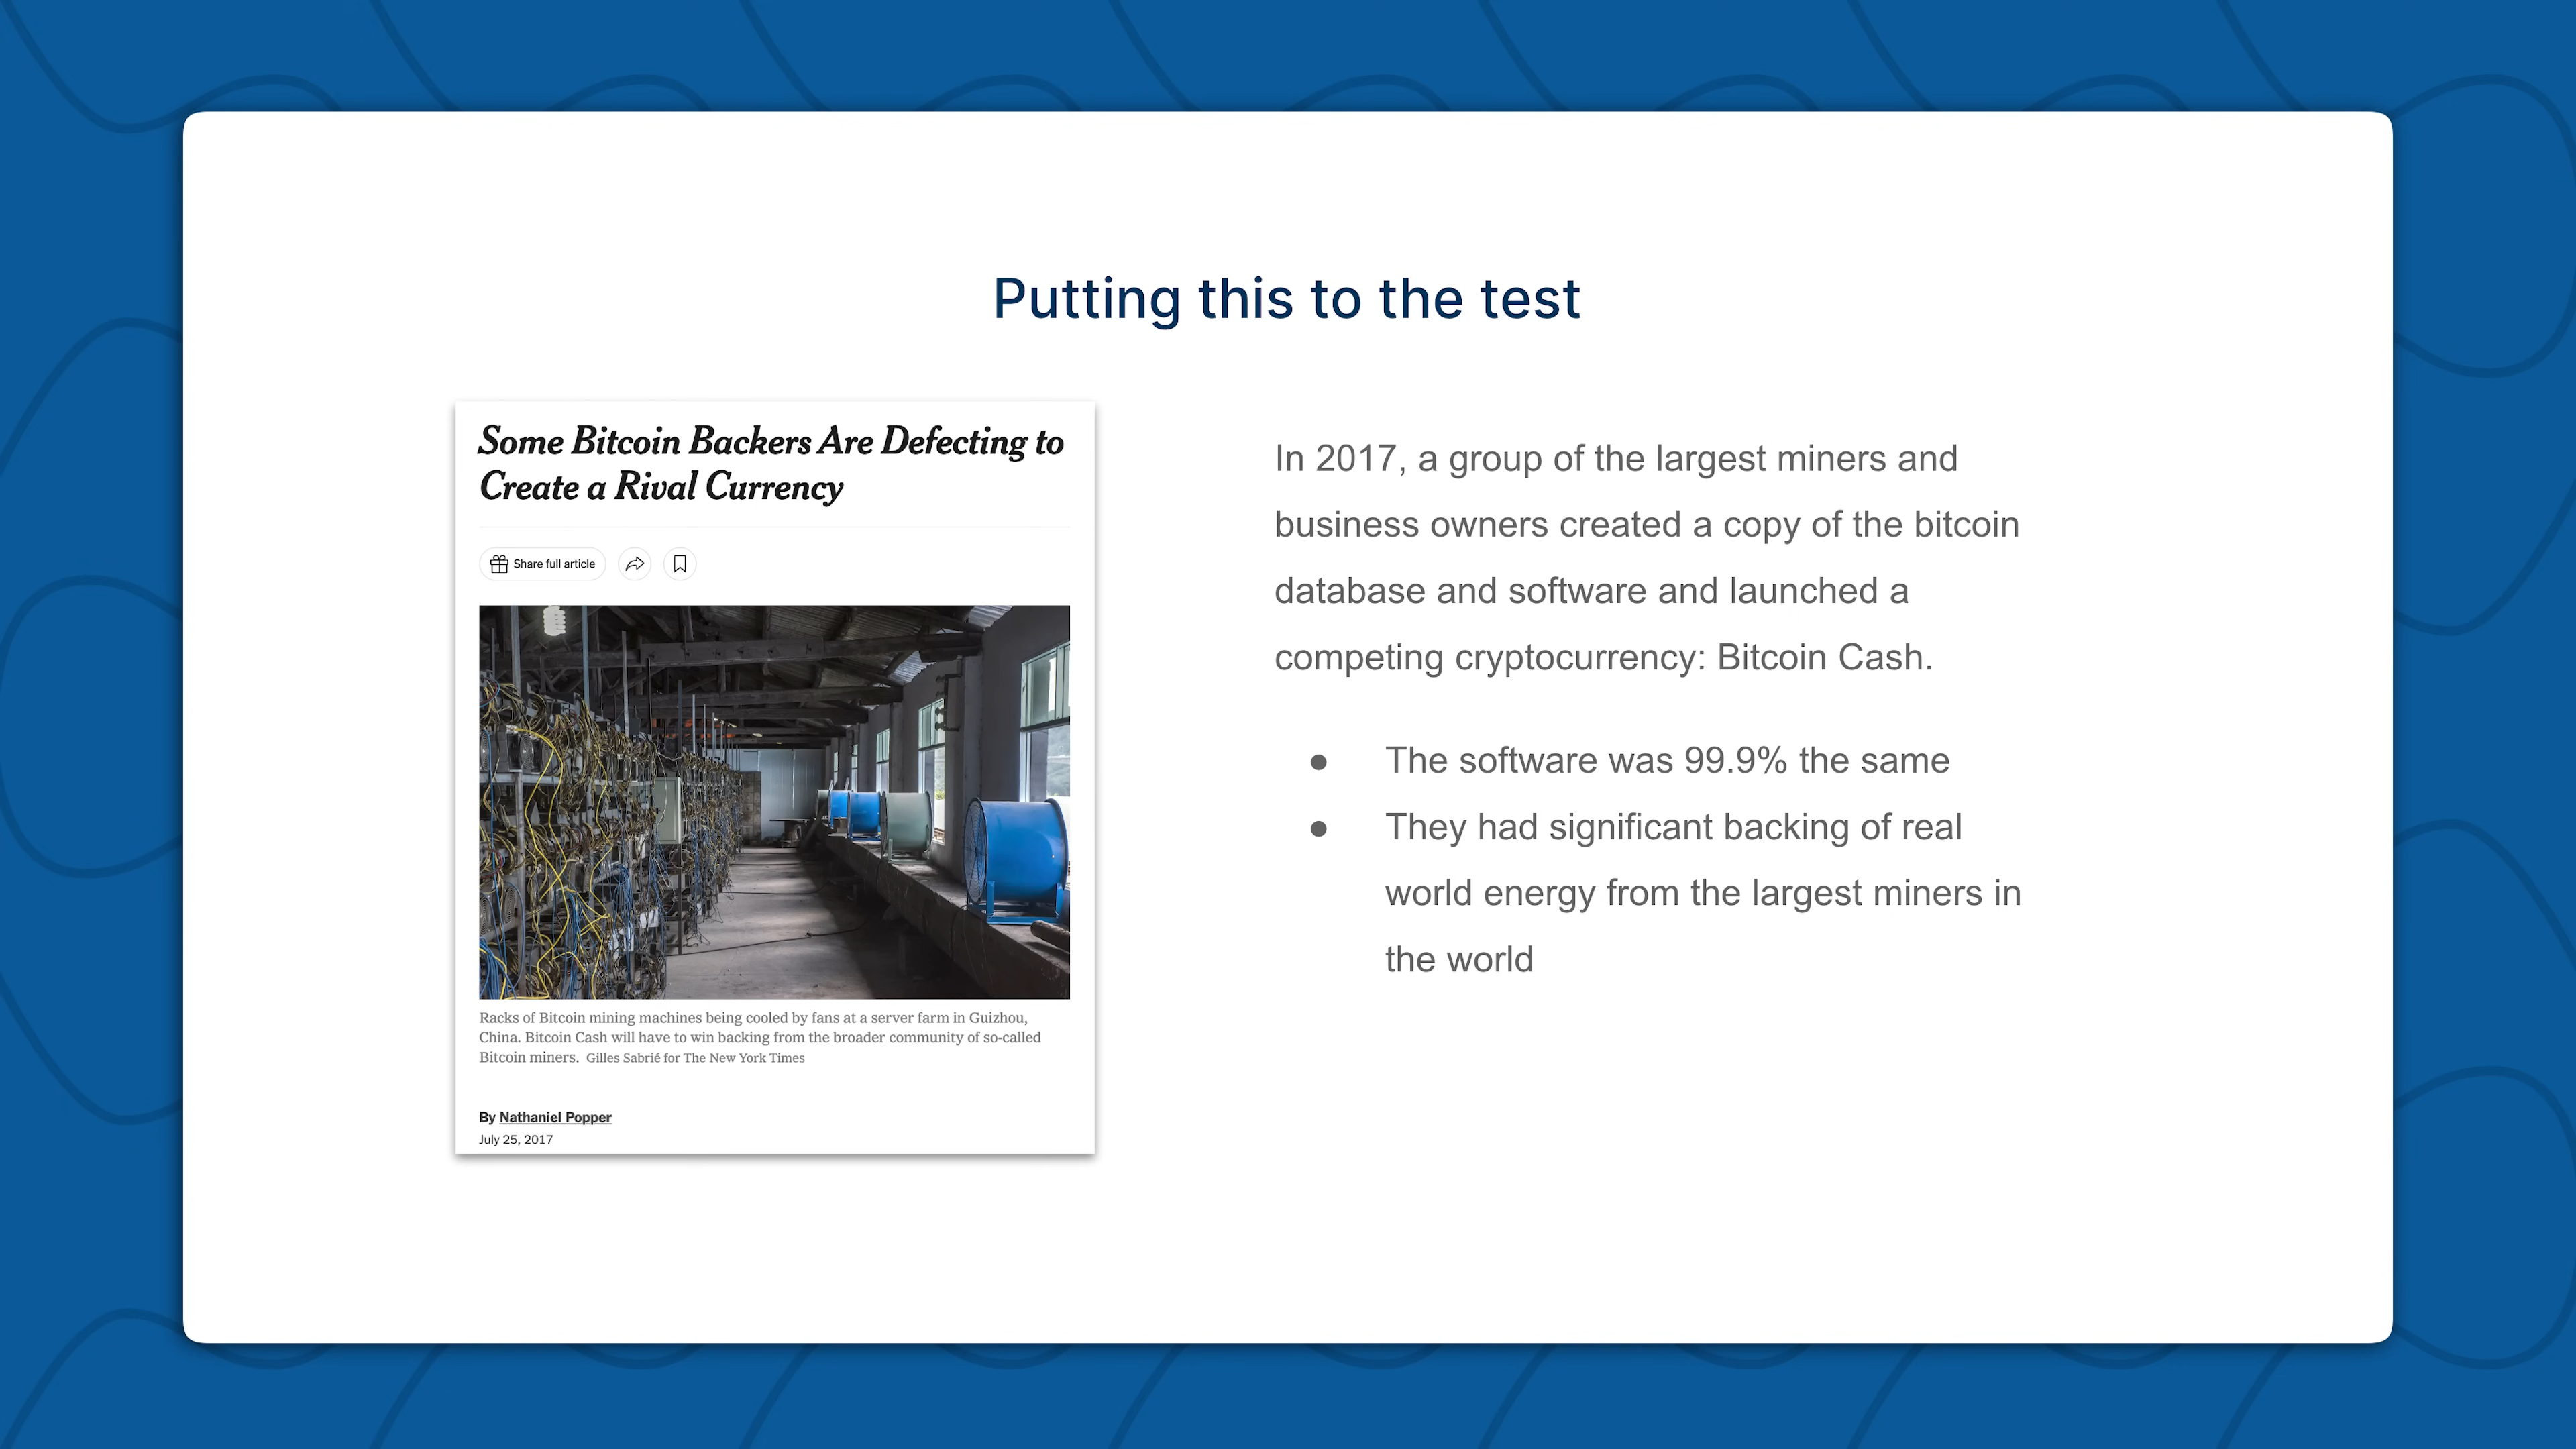 Putting this to the test
Some Bitcoin Backers Are Defecting to
Create a Rival Currency
Share full article
Racks of Bitcoin mining machines being cooled by fans at a server farm in Guizhou,
China. Bitcoin Cash will have to win backing from the broader community of so-called
Bitcoin miners. Gilles Sabrié for The New York Times
By Nathaniel Popper
July 25, 2017
In 2017, a group of the largest miners and
business owners created a copy of the bitcoin
database and software and launched a
competing cryptocurrency: Bitcoin Cash.
● The software was 99.9% the same
● They had significant backing of real
world energy from the largest miners in
the world